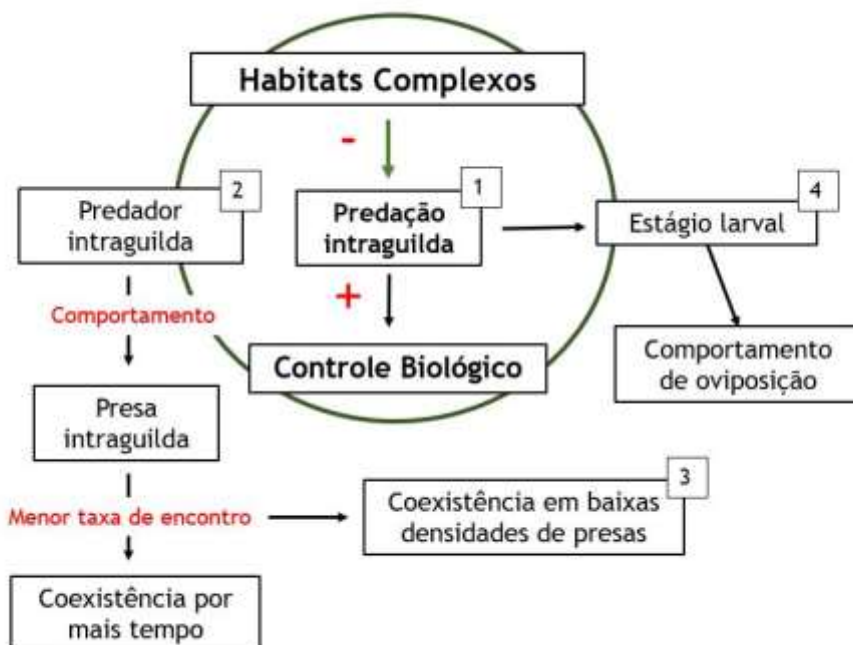 Habitats Complexos
-
2
Predador
intraguilda
1
Predação
intraguilda
4
Estágio larval
+
Comportamento
Controle Biológico
Comportamento
de oviposição
Presa
intraguilda
3
Menor taxa de encontro
Coexistência em baixas
densidades de presas
Coexistência por
mais tempo